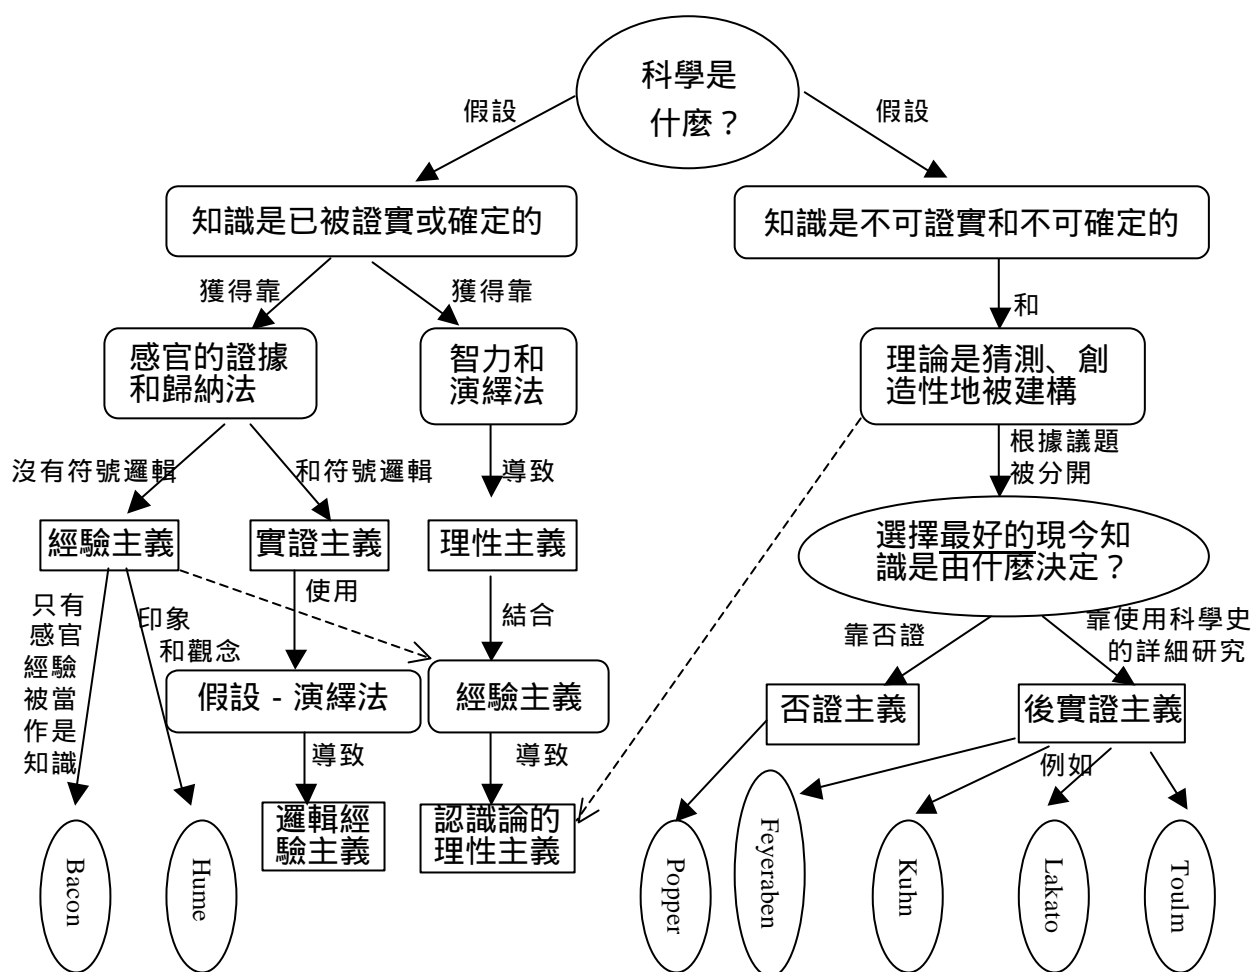 科學是
什麼？
假設
假設
知識是已被證實或確定的
知識是不可證實和不可確定的
獲得靠
獲得靠
和
感官的證據
和歸納法
智力和
演繹法
理論是猜測、創
造性地被建構
沒有符號邏輯
和符號邏輯
導致
根據議題
被分開
經驗主義
實證主義
理性主義
選擇最好的現今知
識是由什麼決定？
只有
感官
經驗
被當
作是
知識
印象
和觀念
使用
結合
靠否證
靠使用科學史
的詳細研究
假設 - 演繹法
經驗主義
否證主義
後實證主義
導致
導致
例如
邏輯經
驗主義
認識論的
理性主義
Bacon
Hume
Popper
Feyeraben
Kuhn
Lakato
Toulm